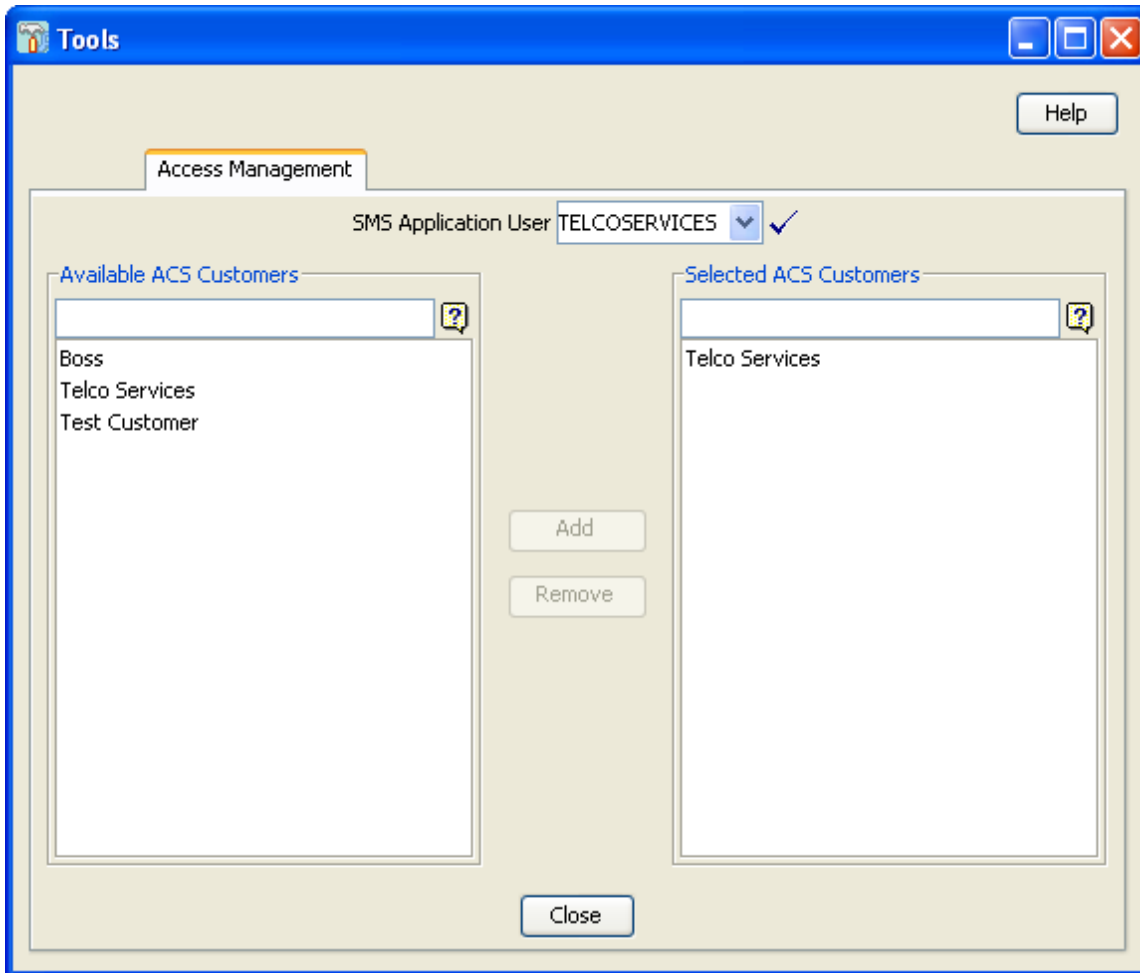 Tools
Help
Access Management
SMS Application User TELCOSERVICES
Available ACS Customers
Selected ACS Customers
?
?
Boss
Telco Services
Telco Services
Test Customer
Add
Remove
Close